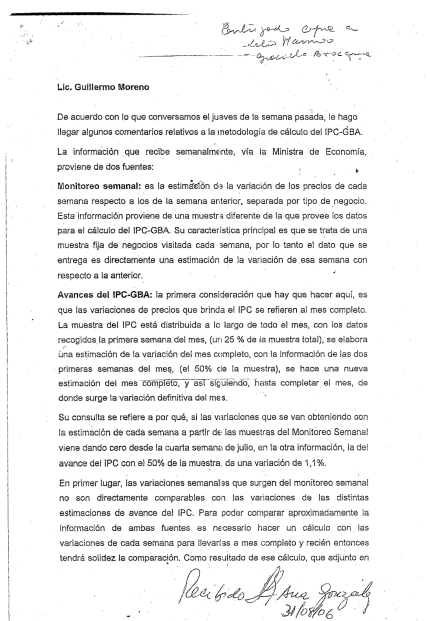 Entregado copia a
Lic. Guillermo Moreno
De acuerdo con lo que conversamos el jueves de la semana pasada, le hago
llegar algunos comentarios relativos a la metodología de cálculo del IPC-GBA.
La información que recibe semanalmente, vía la Ministra de Economía,
proviene de dos fuentes:
Monitoreo semanal: es la estimación de la variación de los precios de cada
semana respecto a los de la semana anterior, separada por tipo de negocio.
Esta información proviene de una muestra diferente de la que provee los datos
para el cálculo del IPC-GBA. Su característica principal es que se trata de una
muestra fija de negocios visitada cada semana, por lo tanto el dato que se
entrega es directamente una estimación de la variación de esa semana con
respecto a la anterior.
Avances del IPC-GBA: la primera consideración que hay que hacer aquí, es
que las variaciones de precios que brinda el IPC se refieren al mes completo.
La muestra del IPC está distribuida a lo largo de todo el mes, con los datos
recogidos la primera semana del mes, (un 25 % de la muestra total), se elabora
una estimación de la variación del mes completo, con la información de las dos
primeras semanas del mes, (el 50% de la muestra), se hace una nueva
estimación del mes completo, y así siguiendo, hasta completar el mes, de
donde surge la variación definitiva del mes.
Su consulta se refiere a por qué, si las variaciones que se van obteniendo con
la estimación de cada semana a partir de las muestras del Monitoreo Semanal
viene dando cero desde la cuarta semana de julio, en la otra información, la del
avance del IPC con el 50% de la muestra, da una variación de 1,1%.
En primer lugar, las variaciones semanales que surgen del monitoreo semanal
no son directamente comparables con las variaciones de las distintas
estimaciones de avance del IPC. Para poder comparar aproximadamente la
información de ambas fuentes es necesario hacer un cálculo con las
variaciones de cada semana para llevarlas a mes completo y recién entonces
tendrá solidez la comparación. Como resultado de ese cálculo, que adjunto en
Recibido Ana González
31/08/06